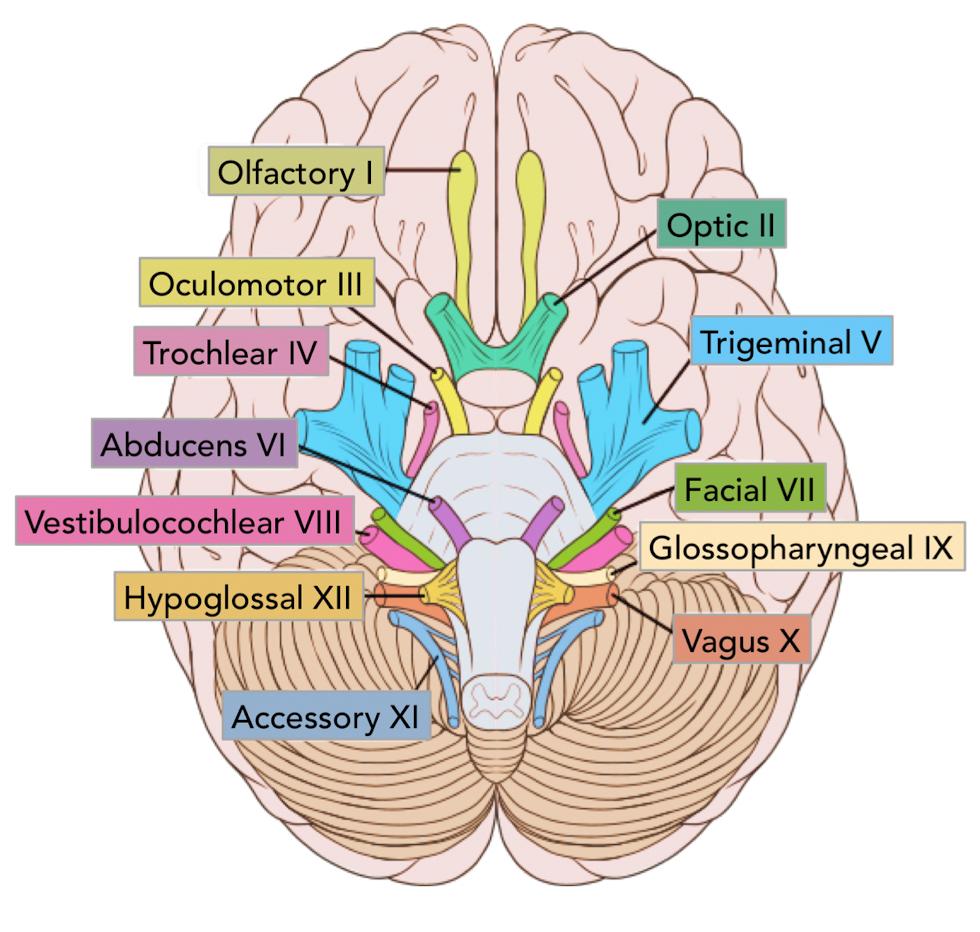 Olfactory I
Optic II
Oculomotor III
Trochlear IV
Trigeminal V
Abducens VI
Facial VII
Vestibulocochlear VIII
Glossopharyngeal IX
Hypoglossal XII
Vagus X
Accessory XI